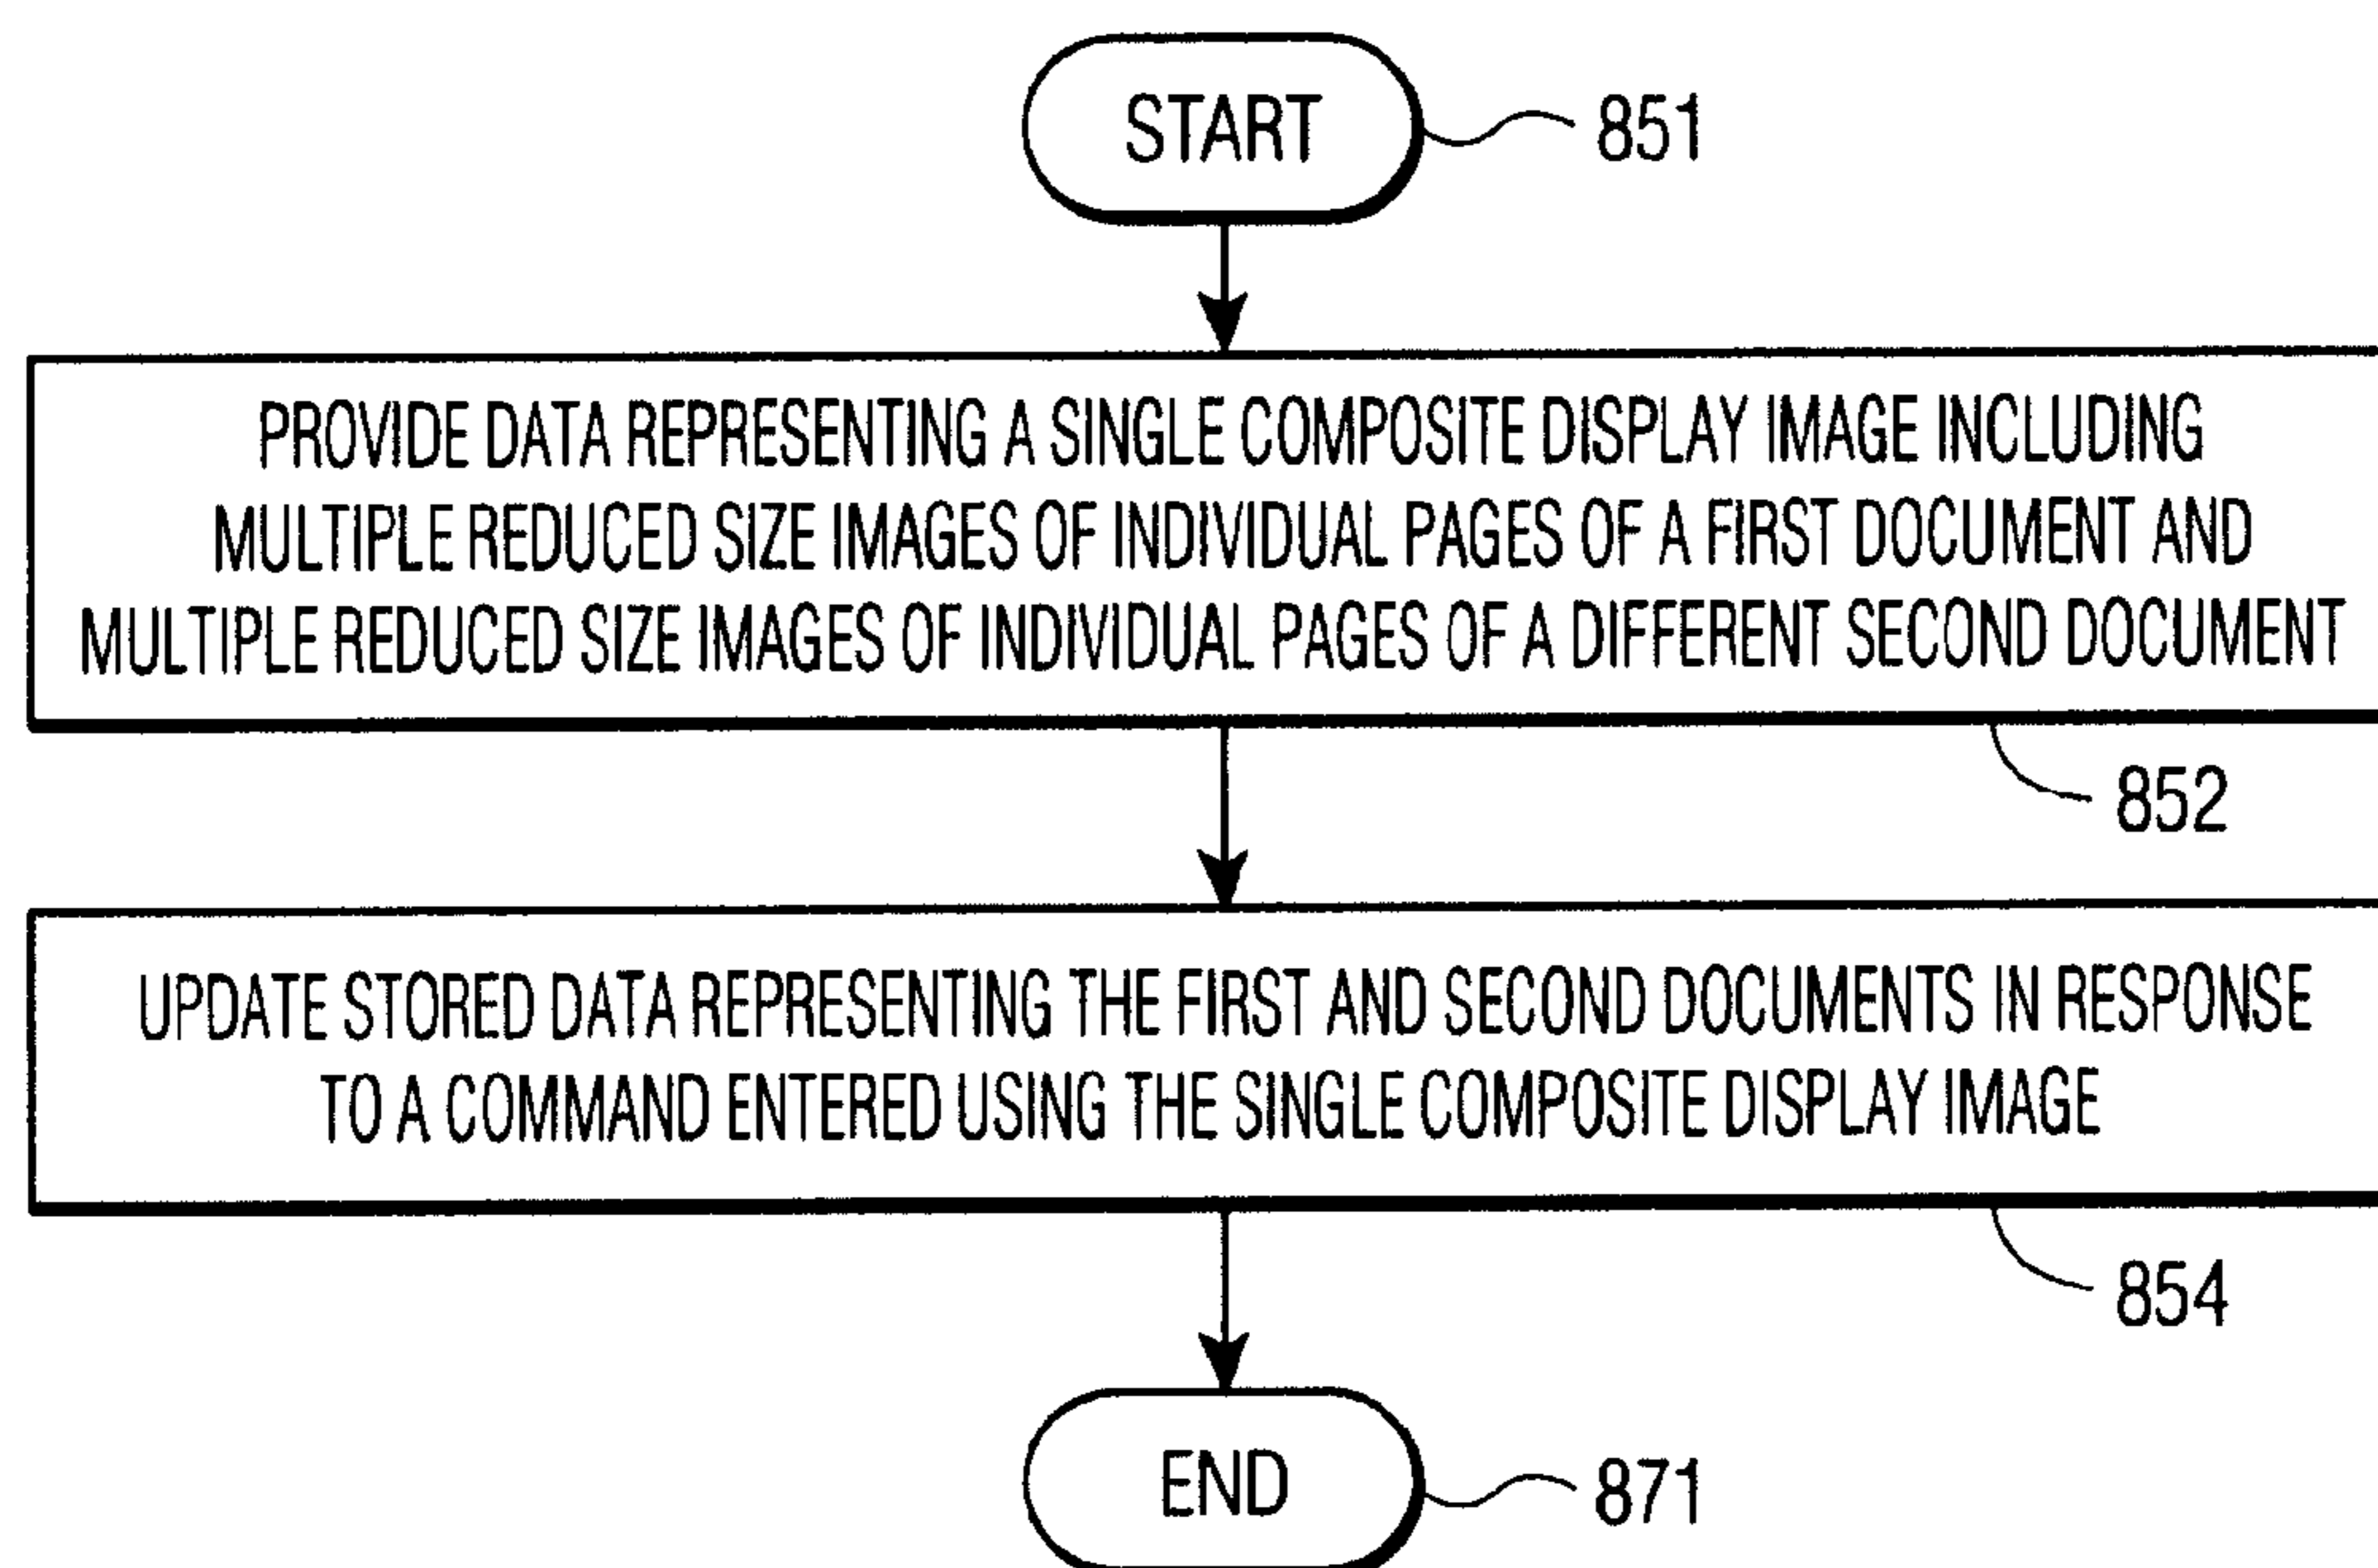 START
851
PROVIDE DATA REPRESENTING A SINGLE COMPOSITE DISPLAY IMAGE INCLUDING
MULTIPLE REDUCED SIZE IMAGES OF INDIVIDUAL PAGES OF A FIRST DOCUMENT AND
MULTIPLE REDUCED SIZE IMAGES OF INDIVIDUAL PAGES OF A DIFFERENT SECOND DOCUMENT
852
UPDATE STORED DATA REPRESENTING THE FIRST AND SECOND DOCUMENTS IN RESPONSE
TO A COMMAND ENTERED USING THE SINGLE COMPOSITE DISPLAY IMAGE
854
END
871